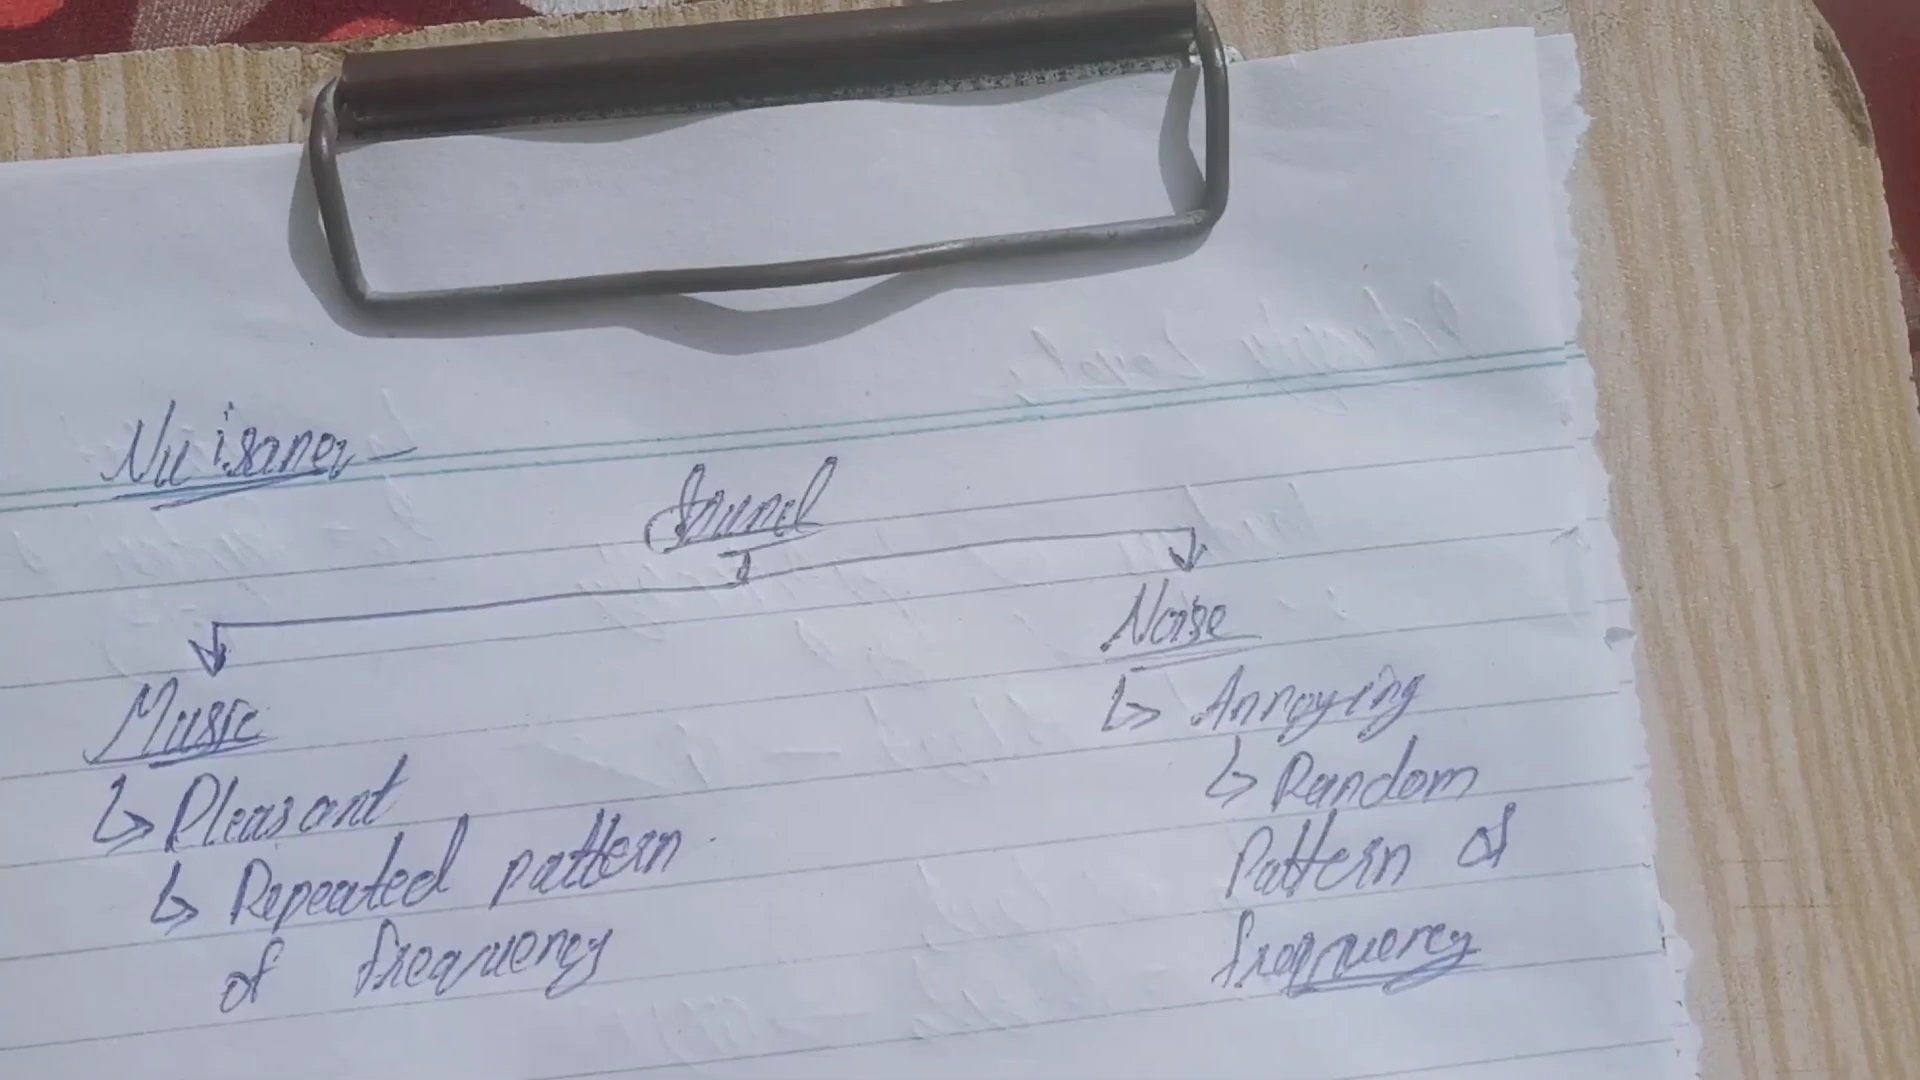 Nuisance -
Sound
Music
↳ Pleasant
↳ Repeated pattern
of frequency
Noise
↳ Annoying
↳ Random
Pattern of
frequency